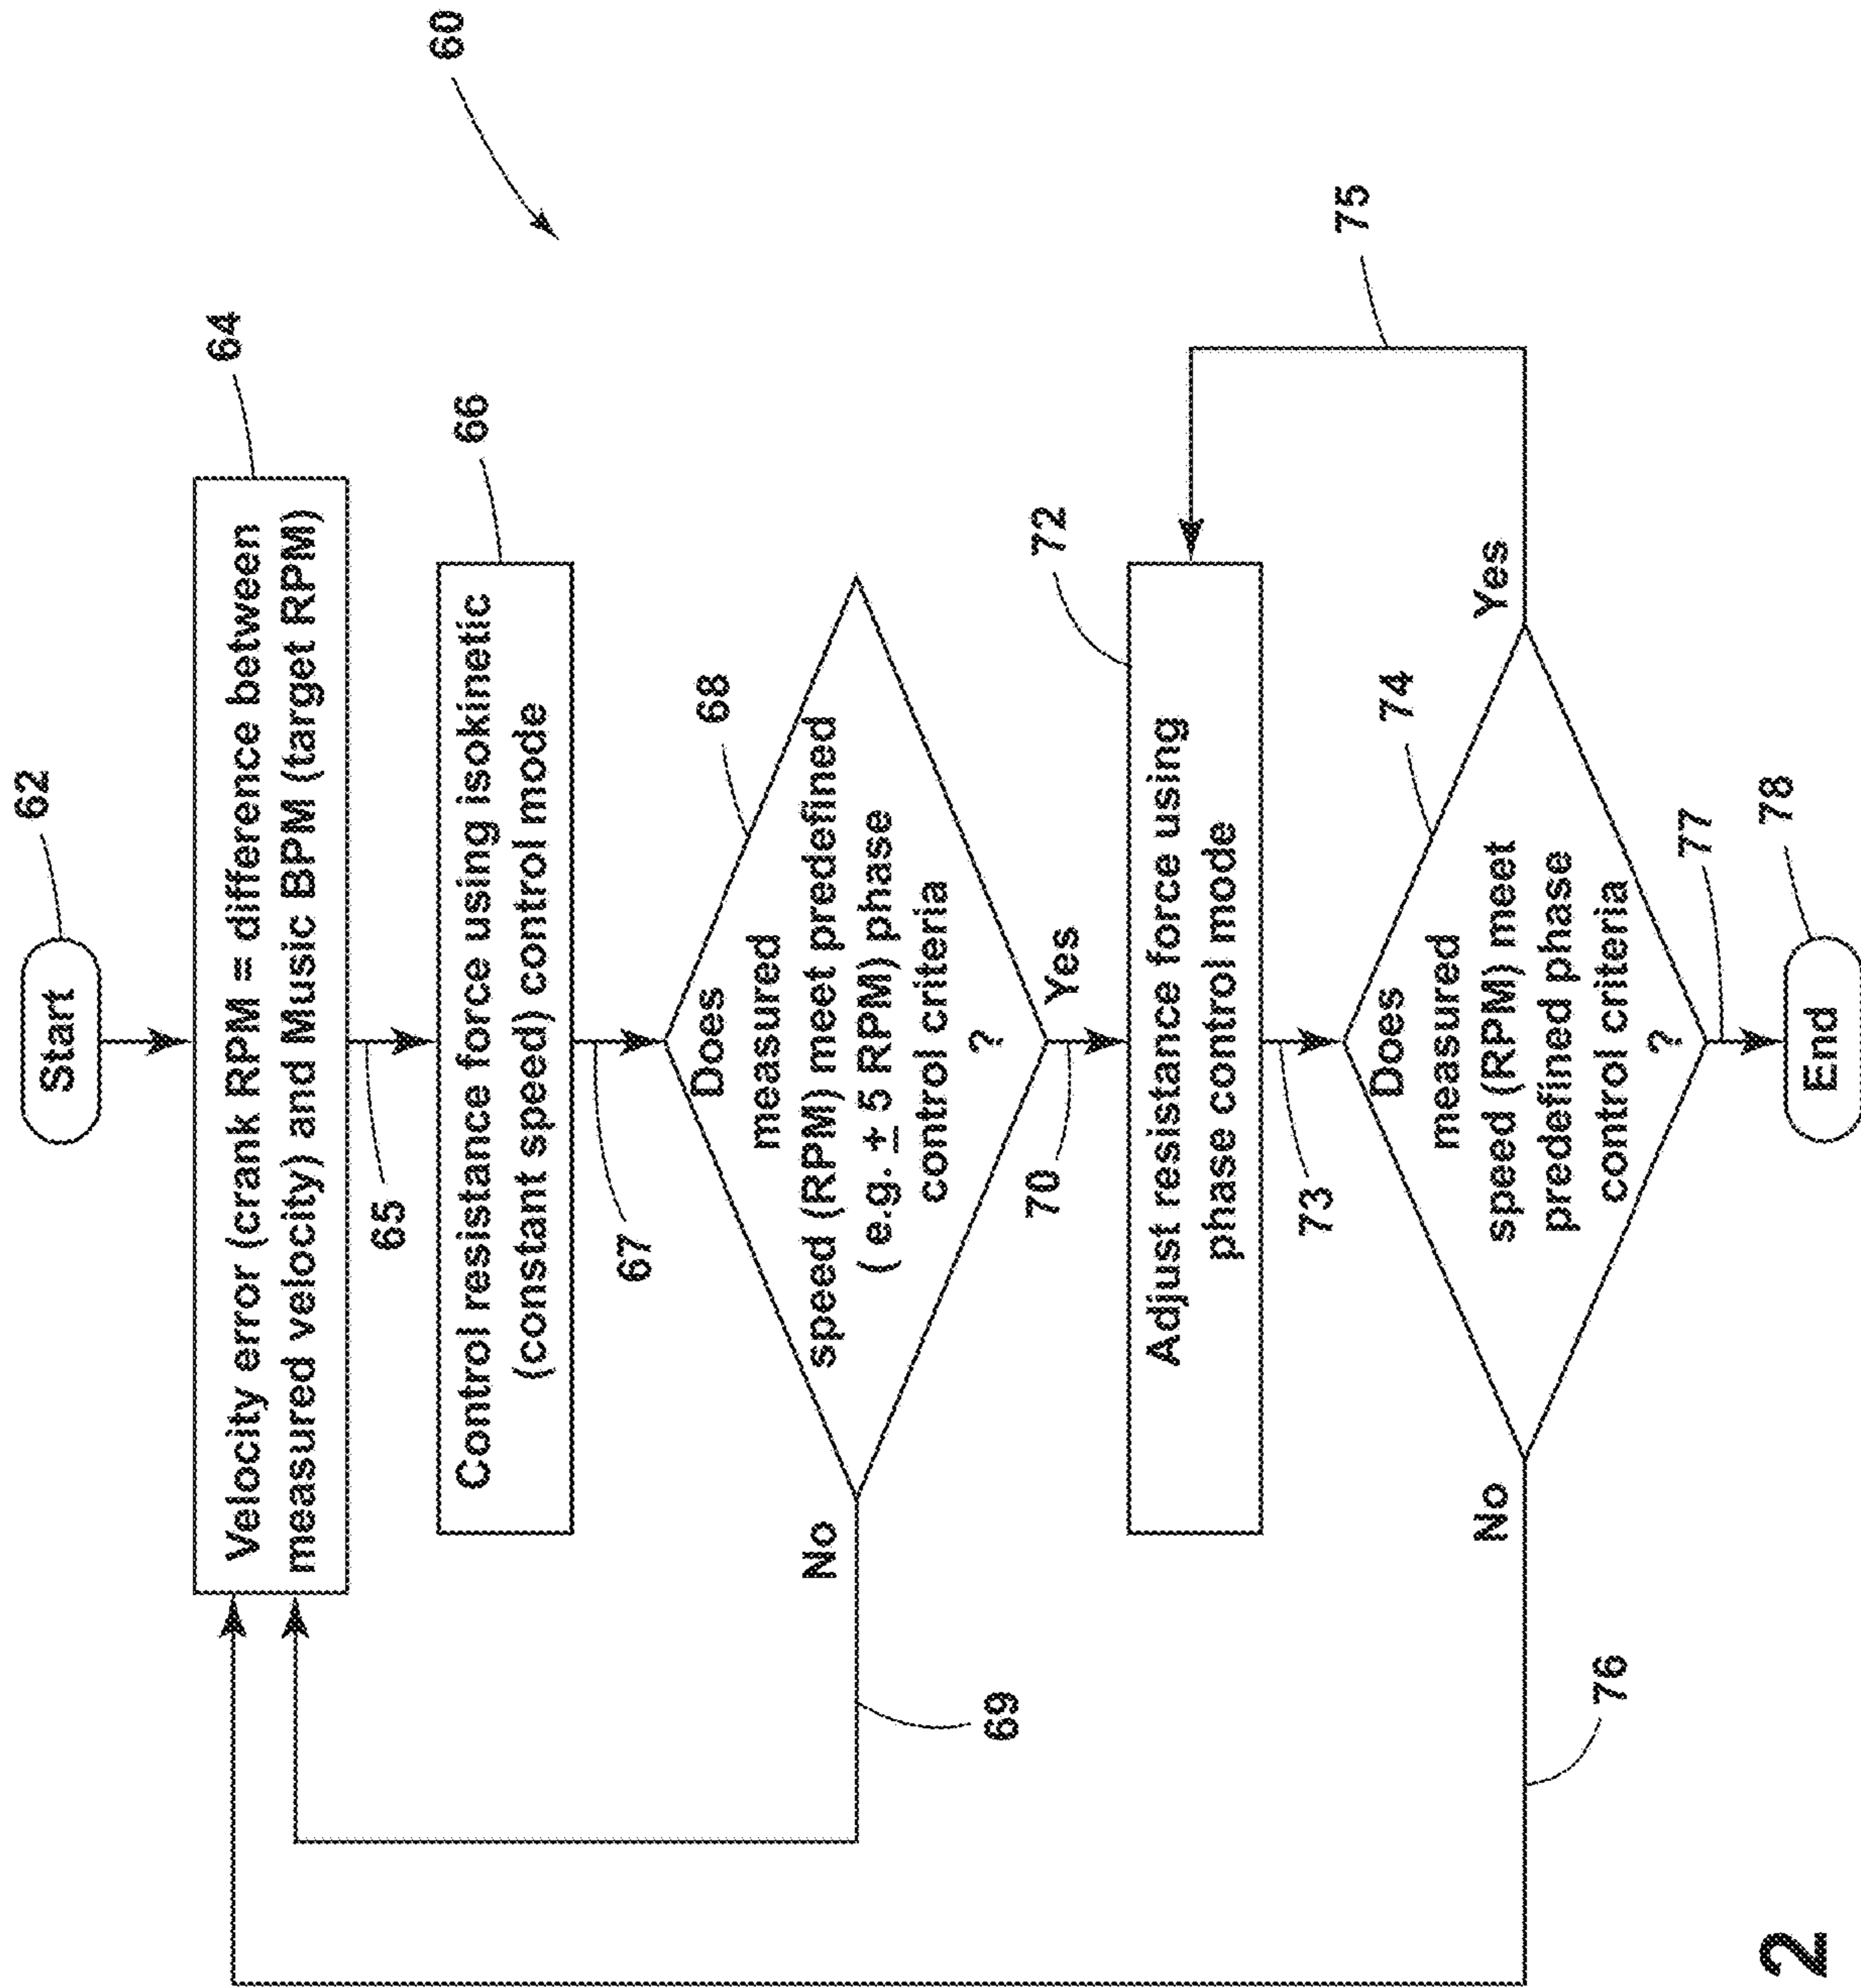 60
62
Start
64
Velocity error (crank RPM = difference between
measured velocity) and Music BPM (target RPM)
65
66
Control resistance force using isokinetic
(constant speed) control mode
67
68
Does
measured
speed (RPM) meet predefined
( e.g. ± 5 RPM) phase
control criteria
?
No
69
Yes
70
72
Adjust resistance force using
phase control mode
73
74
Does
measured
speed (RPM) meet
predefined phase
control criteria
?
Yes
75
No
76
77
78
End
2